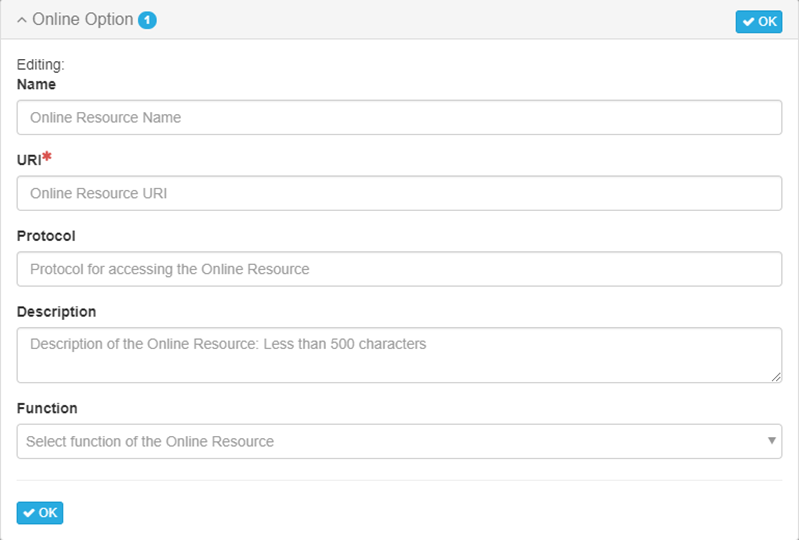 Online Option 1
OK
Editing:
Name
Online Resource Name
URI*
Online Resource URI
Protocol
Protocol for accessing the Online Resource
Description
Description of the Online Resource: Less than 500 characters
Function
Select function of the Online Resource
OK